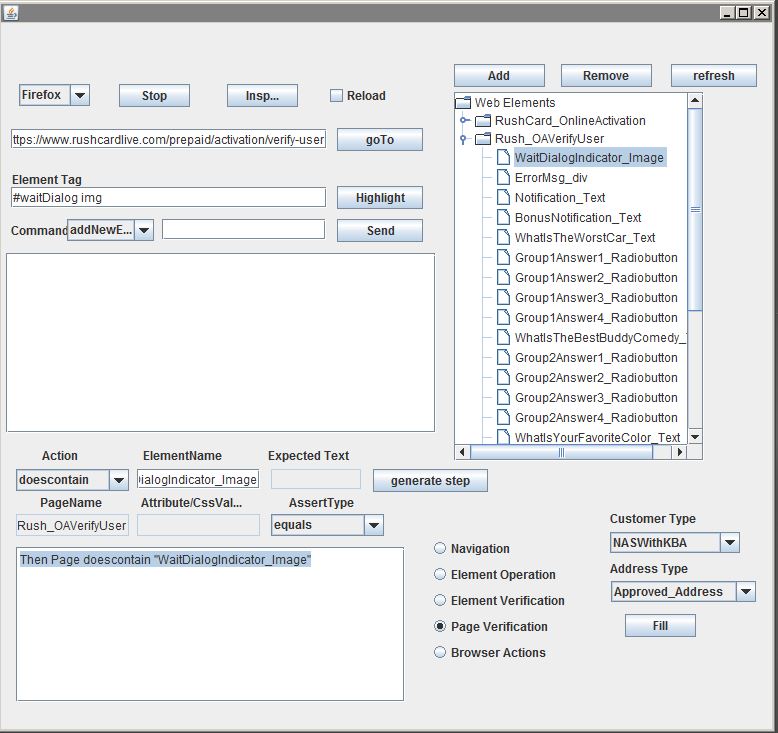 Firefox
Stop
Insp...
Reload
ttps://www.rushcardlive.com/prepaid/activation/verify-user
goTo
Element Tag
#waitDialog img
Highlight
Command
addNewE...
Send
Add
Remove
refresh
Web Elements
RushCard_OnlineActivation
Rush_OAVerifyUser
WaitDialogIndicator_Image
ErrorMsg_div
Notification_Text
BonusNotification_Text
WhatIsTheWorstCar_Text
Group1Answer1_Radiobutton
Group1Answer2_Radiobutton
Group1Answer3_Radiobutton
Group1Answer4_Radiobutton
WhatIsTheBestBuddyComedy_
Group2Answer1_Radiobutton
Group2Answer2_Radiobutton
Group2Answer3_Radiobutton
Group2Answer4_Radiobutton
WhatIsYourFavoriteColor_Text
Action
ElementName
Expected Text
doescontain
DialogIndicator_Image
generate step
PageName
Attribute/CssVal...
AssertType
Rush_OAVerifyUser
equals
Then Page doescontain "WaitDialogIndicator_Image"
Navigation
Element Operation
Element Verification
Page Verification
Browser Actions
Customer Type
NASWithKBA
Address Type
Approved_Address
Fill